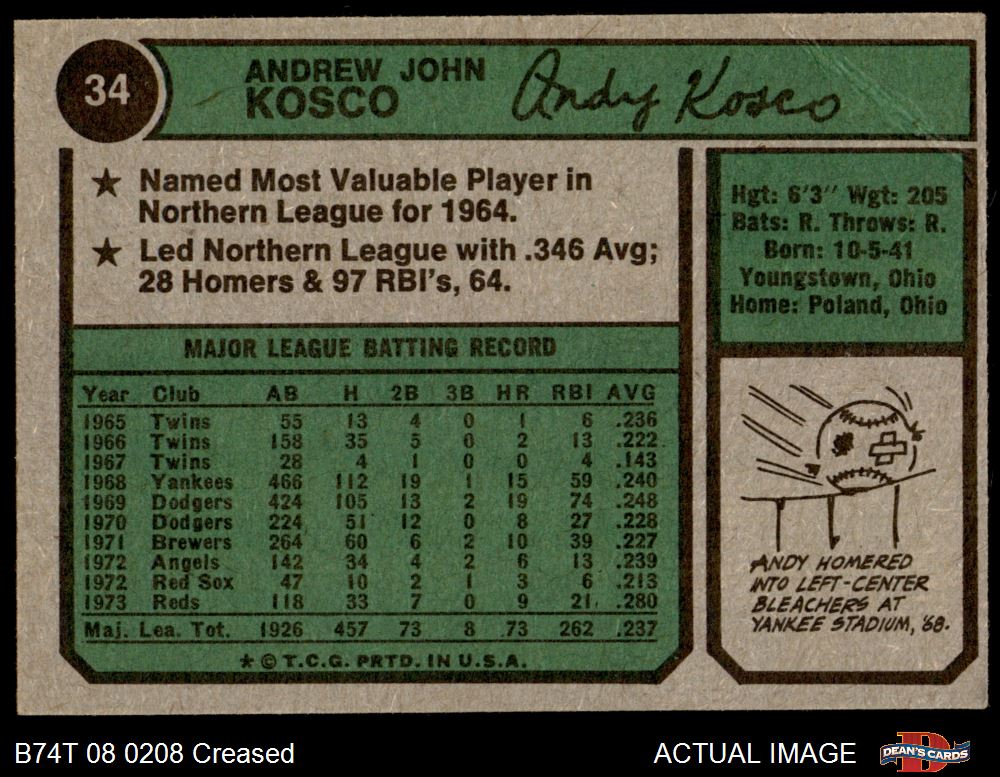 34
ANDREW JOHN
KOSCO
Andy Kosco
★ Named Most Valuable Player in
Northern League for 1964.
★ Led Northern League with .346 Avg;
28 Homers & 97 RBI's, 64.
Hgt: 6'3" Wgt: 205
Bats: R. Throws: R.
Born: 10-5-41
Youngstown, Ohio
Home: Poland, Ohio
MAJOR LEAGUE BATTING RECORD
Year Club AB H 2B 3B HR RBI AVG
1965 Twins 55 13 4 0 1 6 .236
1966 Twins 158 35 5 0 2 13 .222
1967 Twins 28 4 1 0 0 4 .143
1968 Yankees 466 112 19 1 15 59 .240
1969 Dodgers 424 105 13 2 19 74 .248
1970 Dodgers 224 51 12 0 8 27 .228
1971 Brewers 264 60 6 2 10 39 .227
1972 Angels 142 34 4 2 6 13 .239
1972 Red Sox 47 10 2 1 3 6 .213
1973 Reds 118 33 7 0 9 21 .280
Maj. Lea. Tot. 1926 457 73 8 73 262 .237
* © T.C.G. PRTD. IN U.S.A.
ANDY HOMERED
INTO LEFT-CENTER
BLEACHERS AT
YANKEE STADIUM, '68.
B74T 08 0208 Creased
ACTUAL IMAGE
DEAN'S CARDS